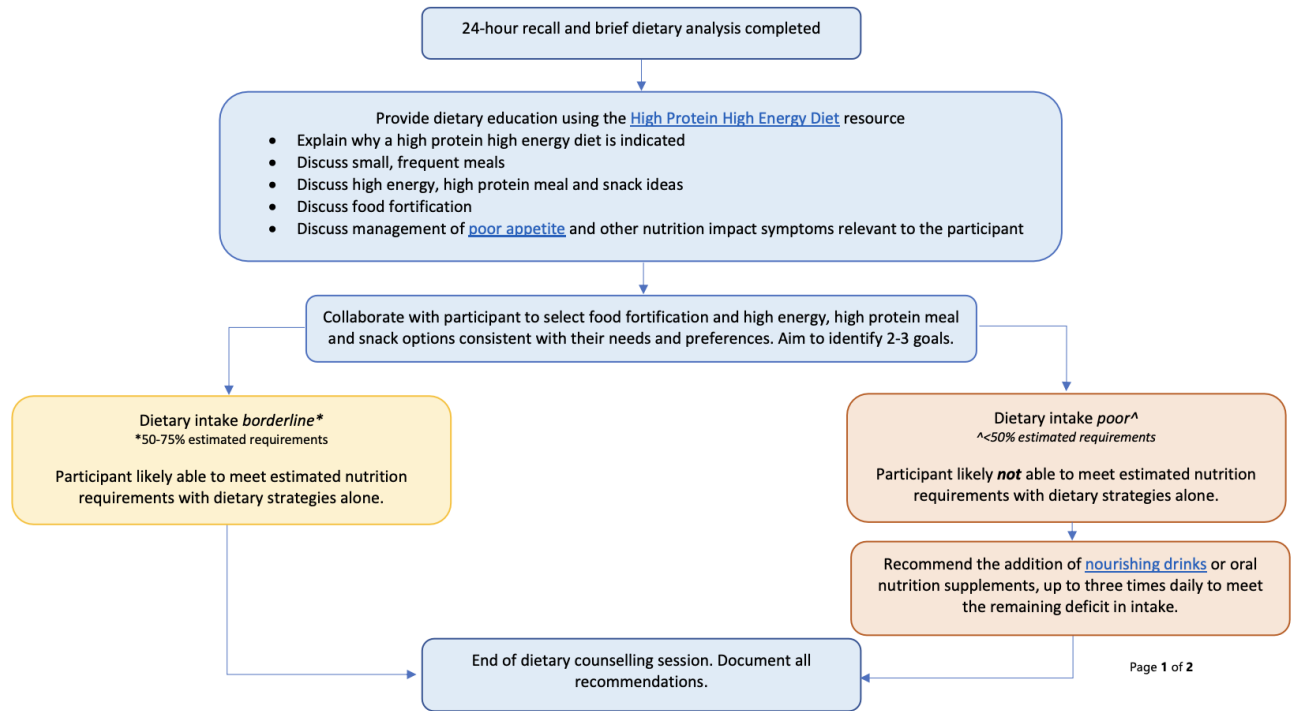 24-hour recall and brief dietary analysis completed
Provide dietary education using the High Protein High Energy Diet resource
• Explain why a high protein high energy diet is indicated
• Discuss small, frequent meals
• Discuss high energy, high protein meal and snack ideas
• Discuss food fortification
• Discuss management of poor appetite and other nutrition impact symptoms relevant to the participant
Collaborate with participant to select food fortification and high energy, high protein meal
and snack options consistent with their needs and preferences. Aim to identify 2-3 goals.
Dietary intake borderline*
*50-75% estimated requirements
Participant likely able to meet estimated nutrition
requirements with dietary strategies alone.
Dietary intake poor^
^<50% estimated requirements
Participant likely not able to meet estimated nutrition
requirements with dietary strategies alone.
Recommend the addition of nourishing drinks or oral
nutrition supplements, up to three times daily to meet
the remaining deficit in intake.
End of dietary counselling session. Document all
recommendations.
Page 1 of 2